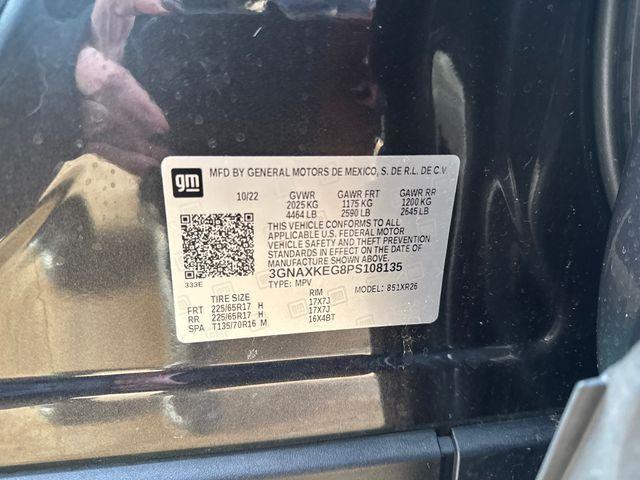 gm
MFD BY GENERAL MOTORS DE MEXICO, S. DE R.L. DE C.V.
10/22 GVWR GAWR FRT GAWR RR
2025 KG 1175 KG 1200 KG
4464 LB 2590 LB 2645 LB
THIS VEHICLE CONFORMS TO ALL
APPLICABLE U.S. FEDERAL MOTOR
VEHICLE SAFETY AND THEFT PREVENTION
STANDARDS IN EFFECT ON THE DATE OF
MANUFACTURE SHOWN ABOVE.
3GNAXKEG8PS108135
333E TYPE: MPV MODEL: 851XR26
TIRE SIZE RIM
FRT 225/65R17 H 17X7J
RR 225/65R17 H 17X7J
SPA T135/70R16 M 16X4BT